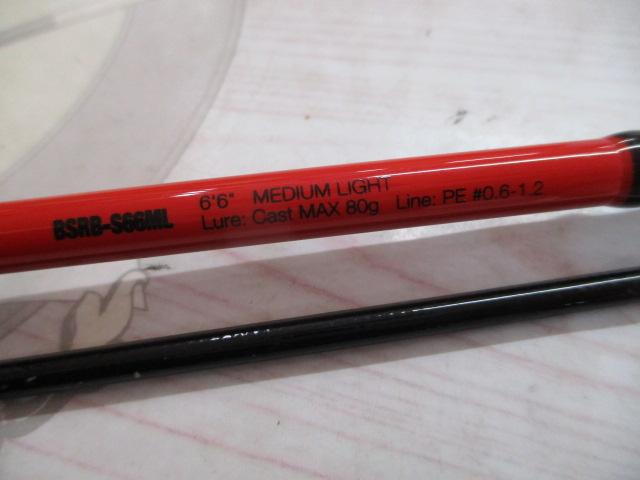 BSRB-S66ML
6'6" MEDIUM LIGHT
Lure: Cast MAX 80g Line: PE #0.6-1.2